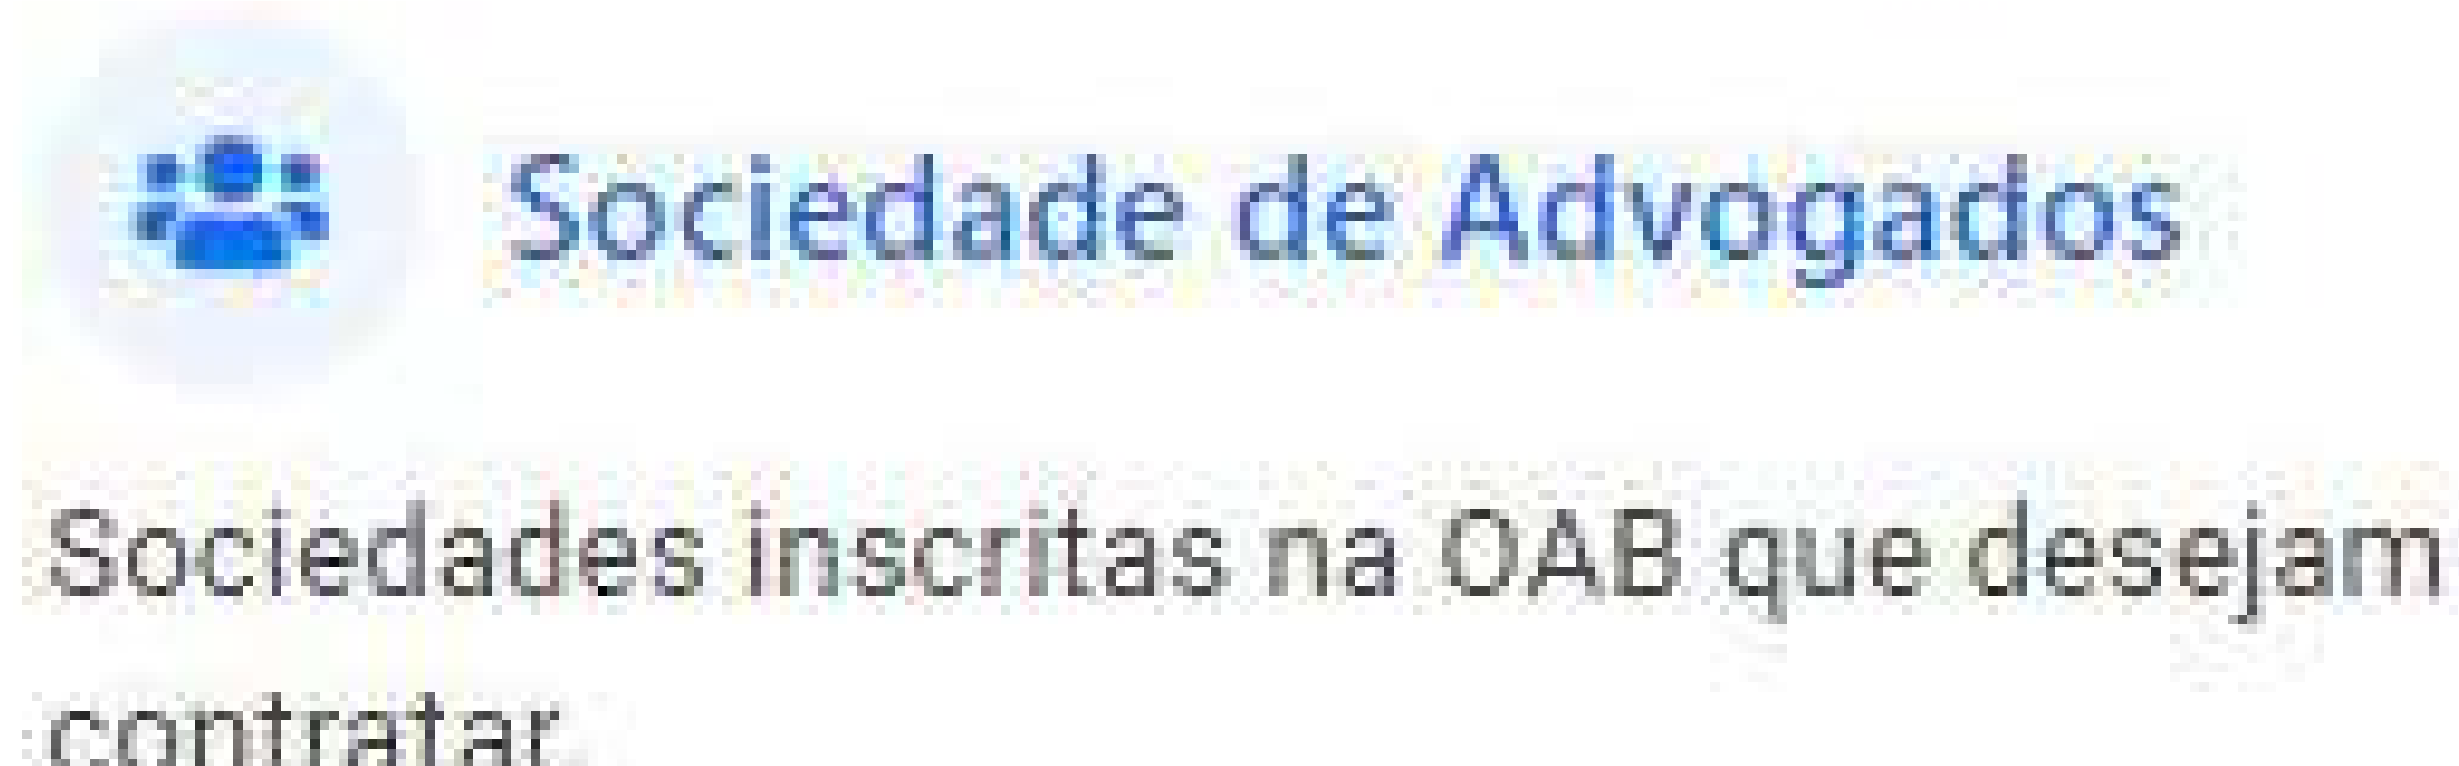 Sociedade de Advogados
Sociedades inscritas na OAB que desejam
contratar